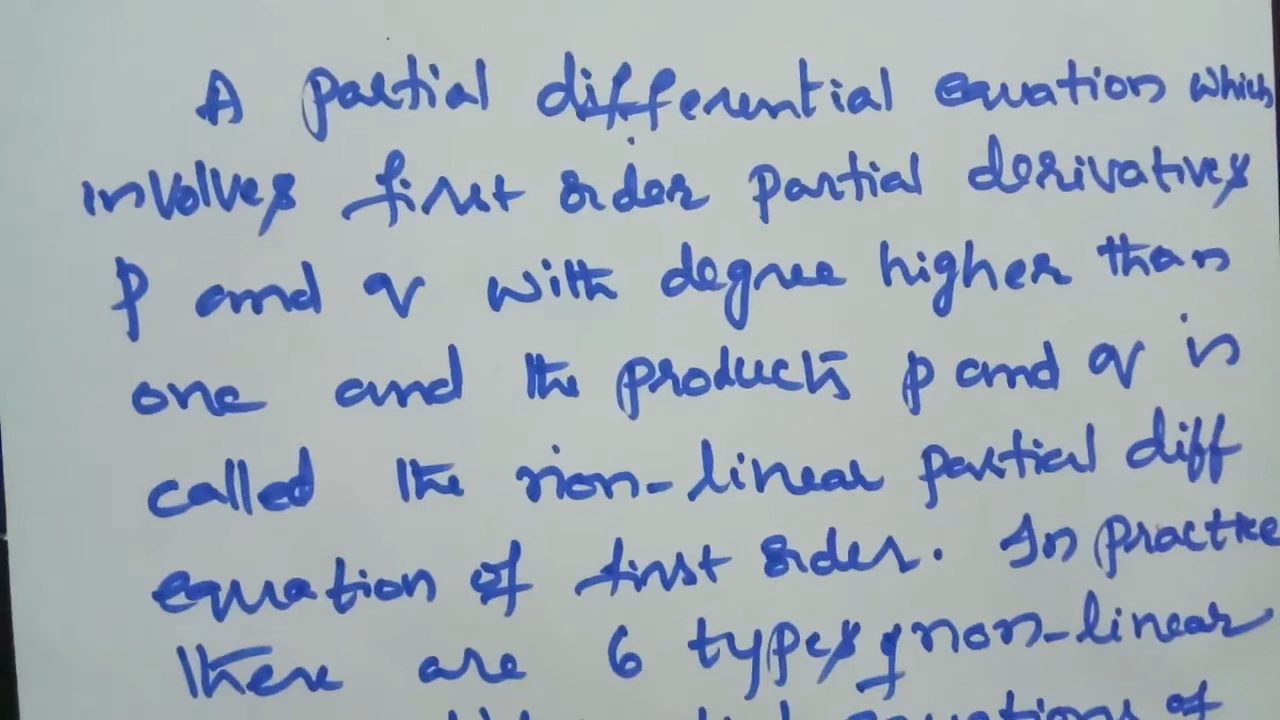 A partial differential equation which
involves first order partial derivatives
p and q with degree higher than
one and the products p and q is
called the non-linear partial diff
equation of first order. In practice
there are 6 types of non-linear
equations of